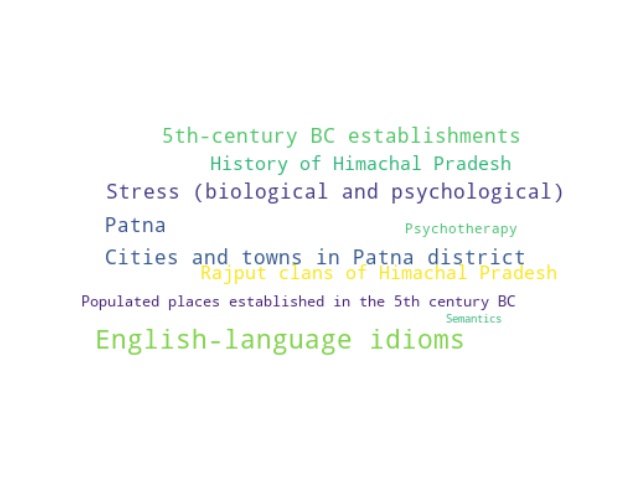 5th-century BC establishments
History of Himachal Pradesh
Stress (biological and psychological)
Patna
Psychotherapy
Cities and towns in Patna district
Rajput clans of Himachal Pradesh
Populated places established in the 5th century BC
Semantics
English-language idioms